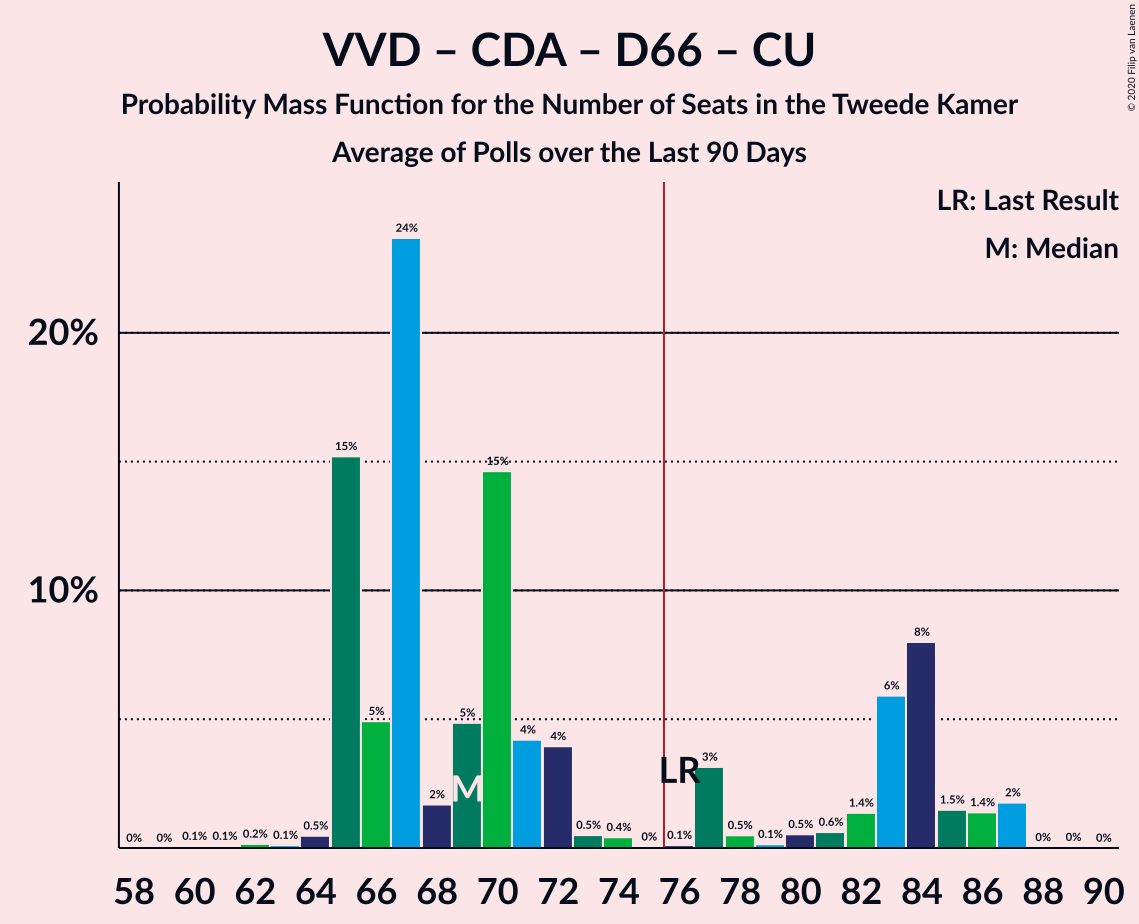 VVD – CDA – D66 – CU
Probability Mass Function for the Number of Seats in the Tweede Kamer
Average of Polls over the Last 90 Days
© 2020 Filip van Laenen
LR: Last Result
M: Median
20%
10%
0% 0% 0.1% 0.1% 0.2% 0.1% 0.5% 15% 5% 24% 2% 5% 15% 4% 4% 0.5% 0.4% 0% 0.1% 3% 0.5% 0.1% 0.5% 0.6% 1.4% 6% 8% 1.5% 1.4% 2% 0% 0% 0%
M
LR
58 60 62 64 66 68 70 72 74 76 78 80 82 84 86 88 90